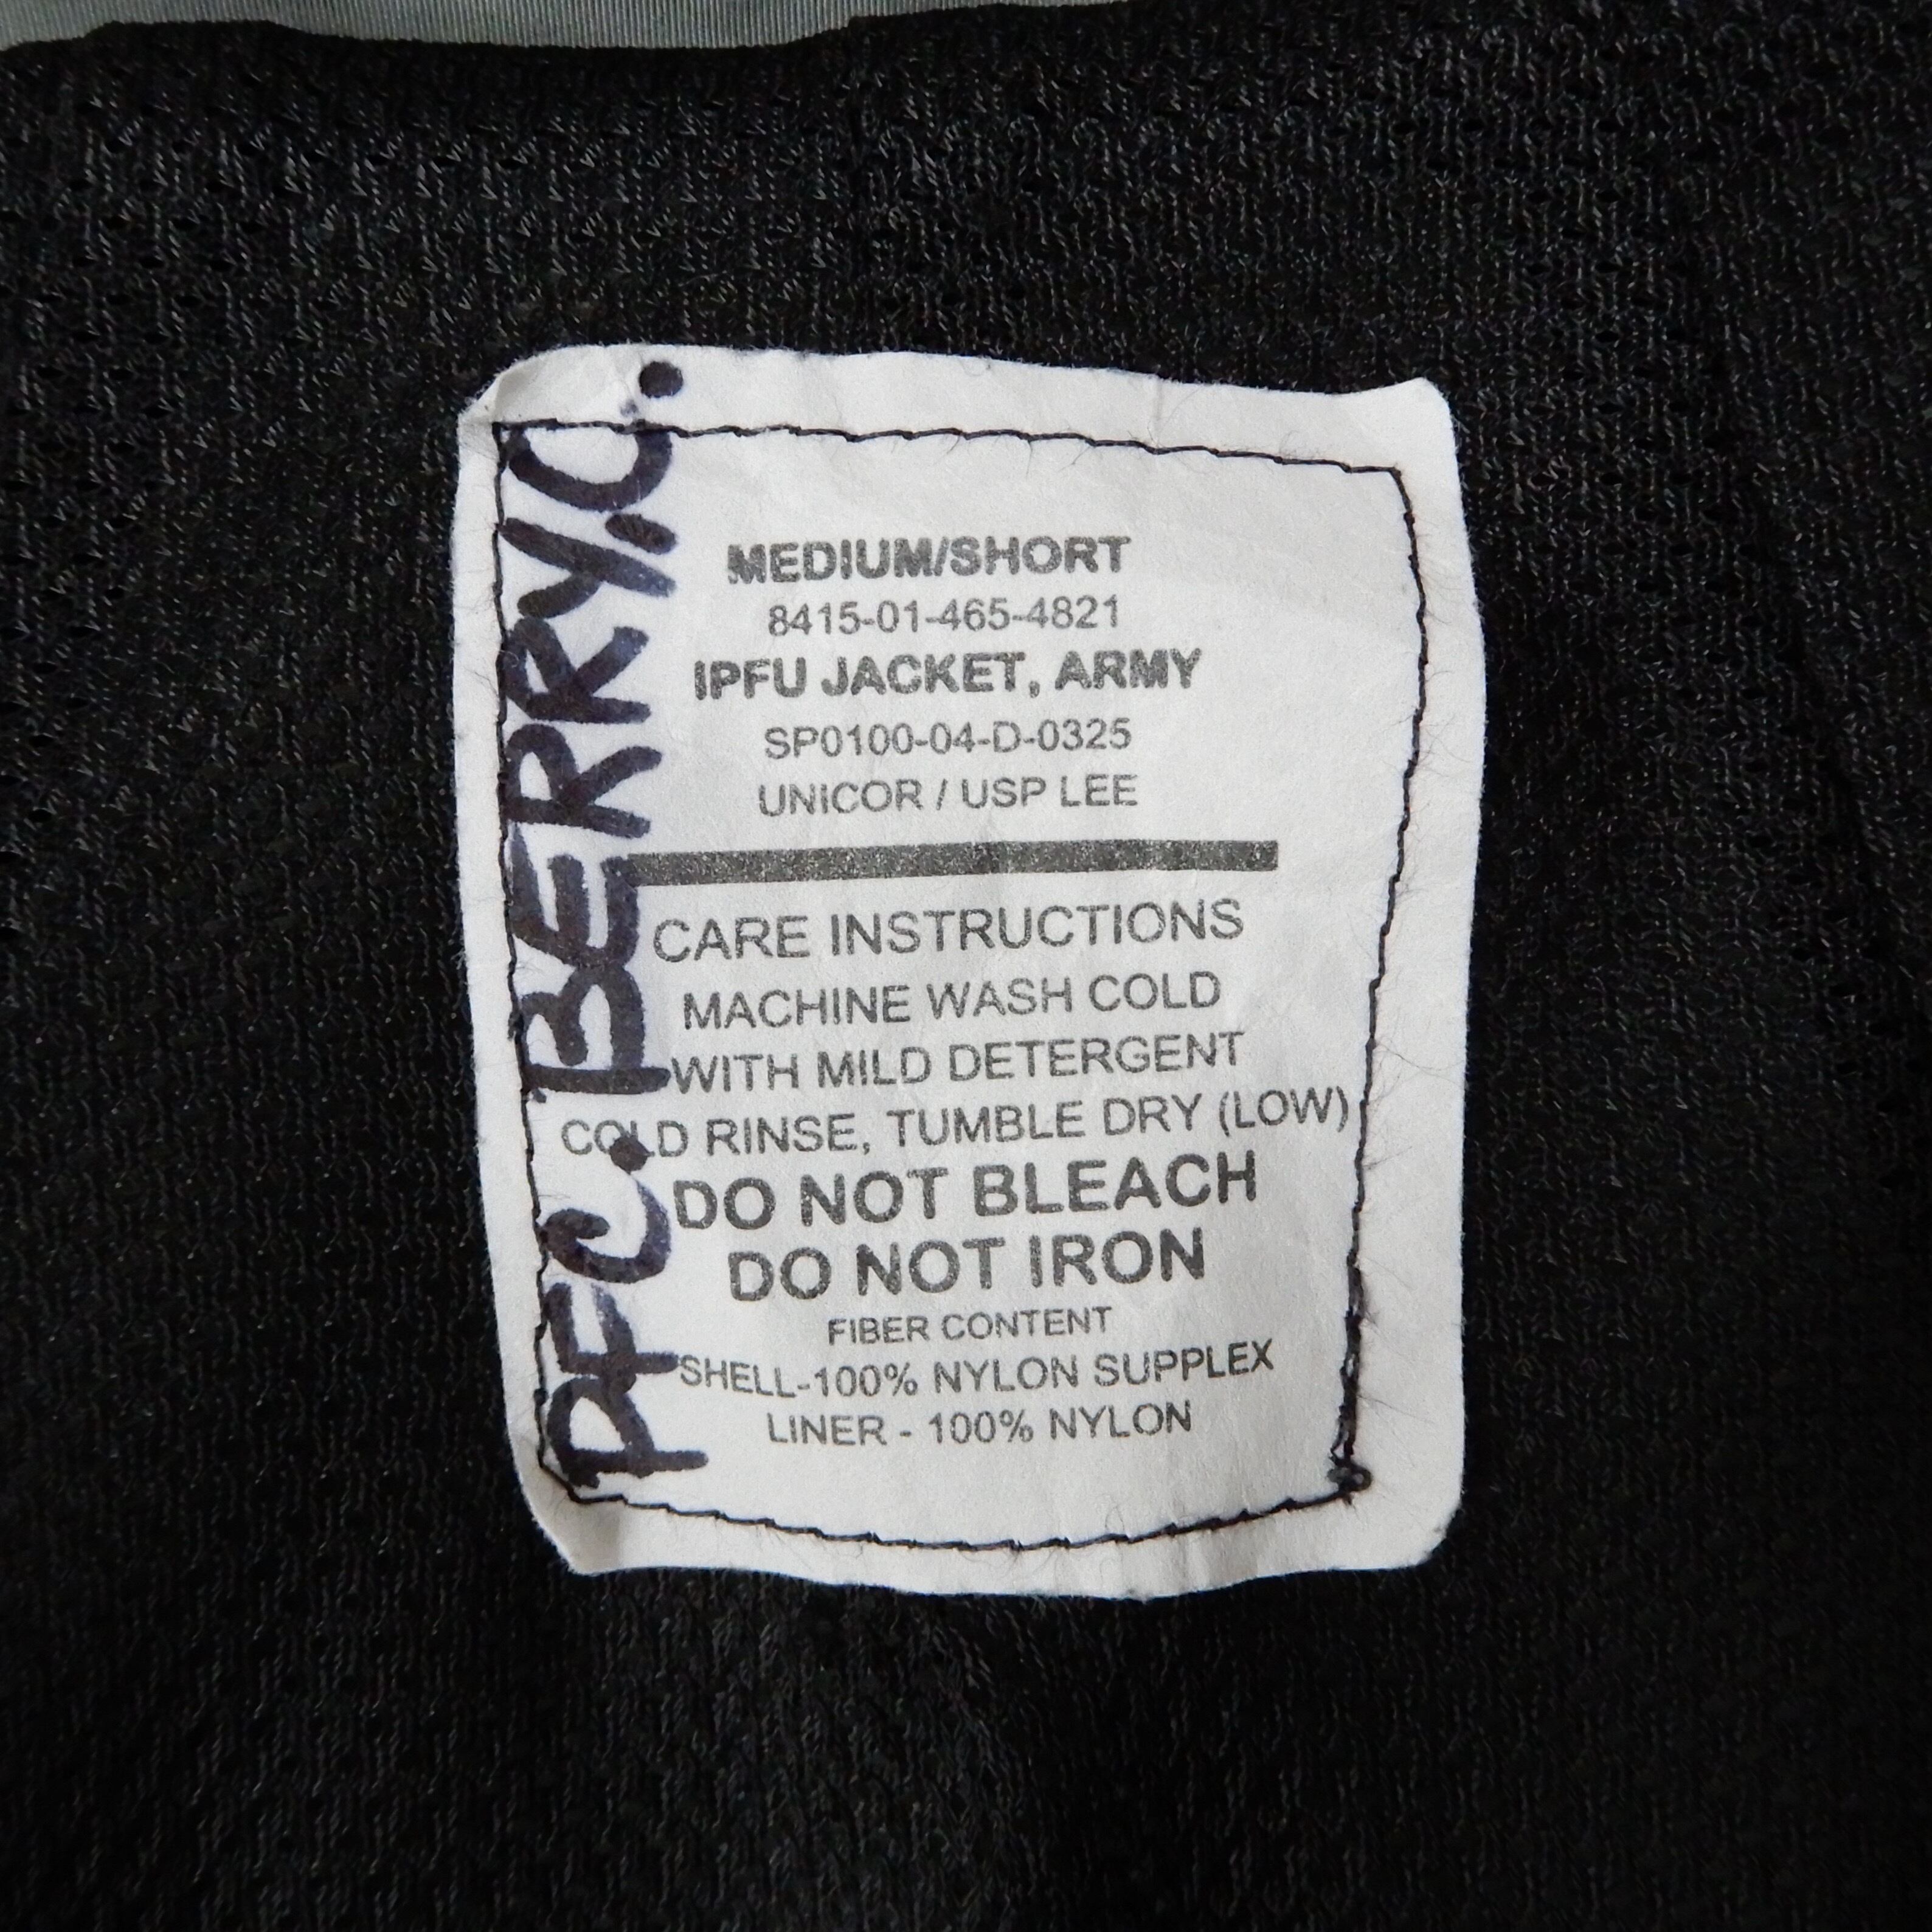 PFC. BERRY, C.
MEDIUM/SHORT
8415-01-465-4821
IPFU JACKET, ARMY
SP0100-04-D-0325
UNICOR / USP LEE
CARE INSTRUCTIONS
MACHINE WASH COLD
WITH MILD DETERGENT
COLD RINSE, TUMBLE DRY (LOW)
DO NOT BLEACH
DO NOT IRON
FIBER CONTENT
SHELL-100% NYLON SUPPLEX
LINER - 100% NYLON